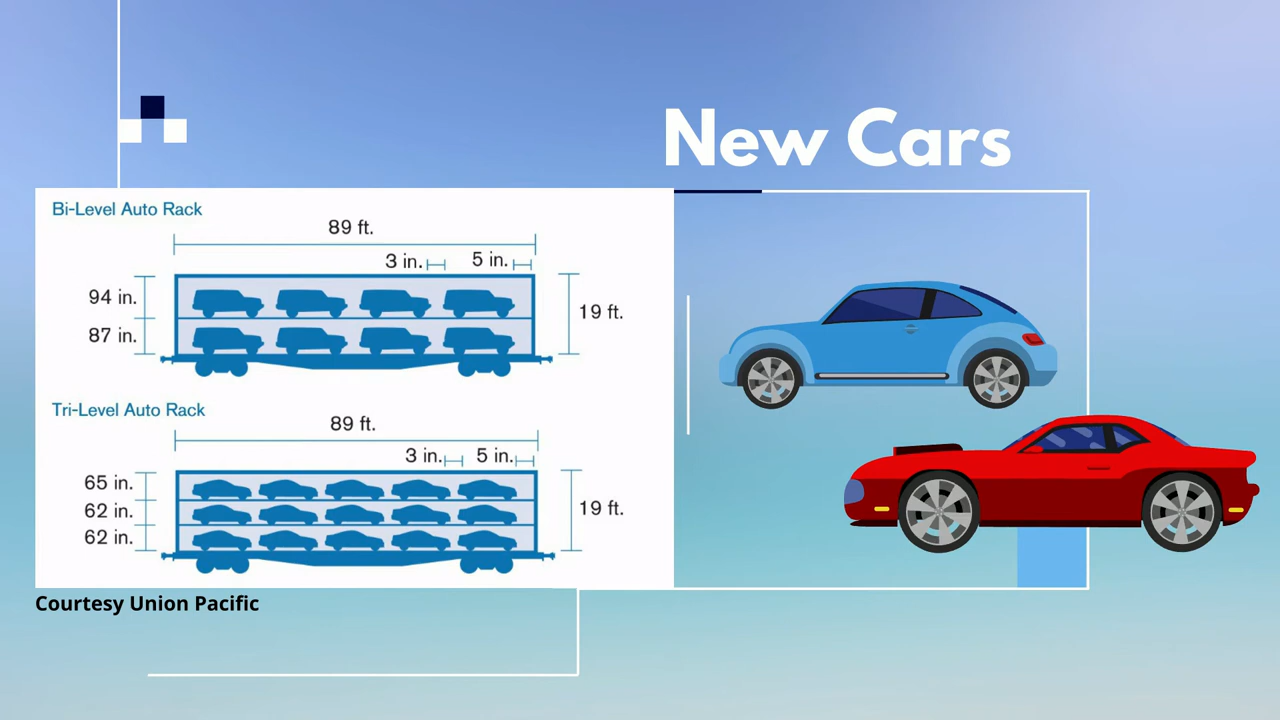 New Cars
Bi-Level Auto Rack
89 ft.
3 in.
5 in.
94 in.
87 in.
19 ft.
Tri-Level Auto Rack
89 ft.
3 in.
5 in.
65 in.
62 in.
62 in.
19 ft.
Courtesy Union Pacific